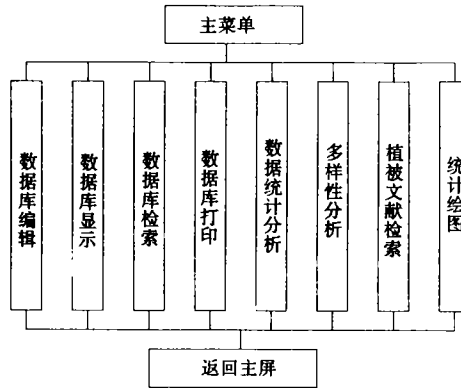 主菜单
数据库编辑
数据库显示
数据库检索
数据库打印
数据统计分析
多样性分析
植被文献检索
统计绘图
返回主屏